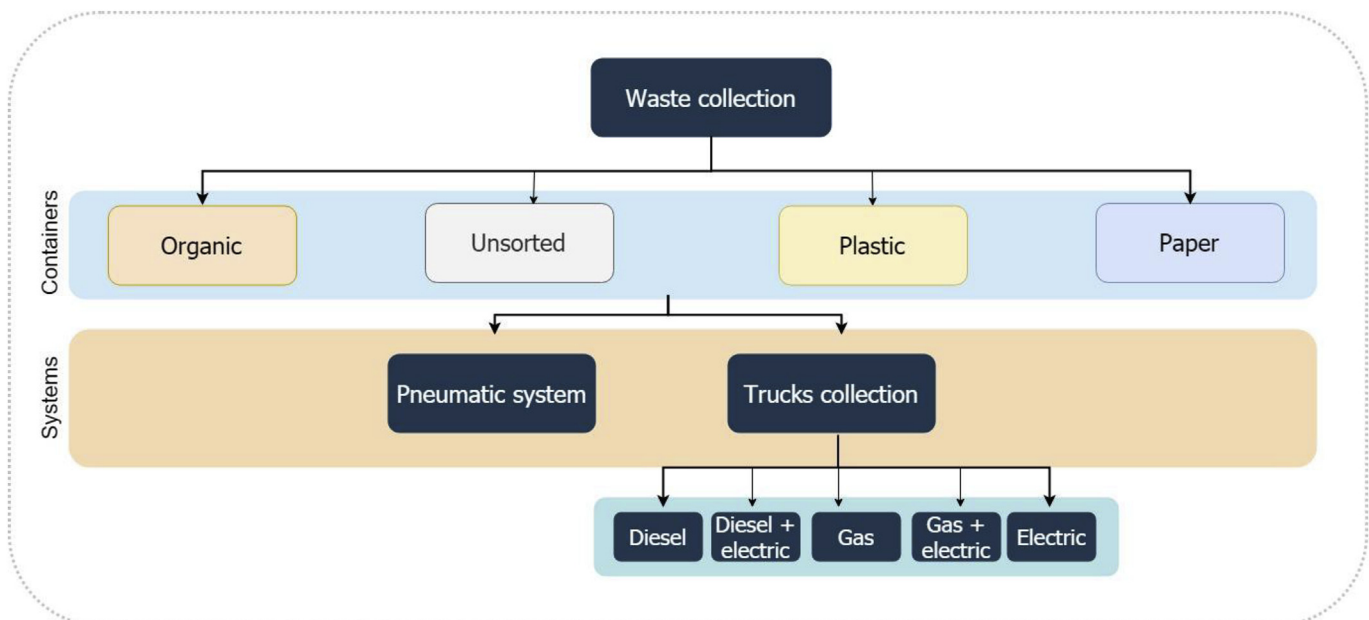 Waste collection
Containers
Organic
Unsorted
Plastic
Paper
Systems
Pneumatic system
Trucks collection
Diesel
Diesel +
electric
Gas
Gas +
electric
Electric